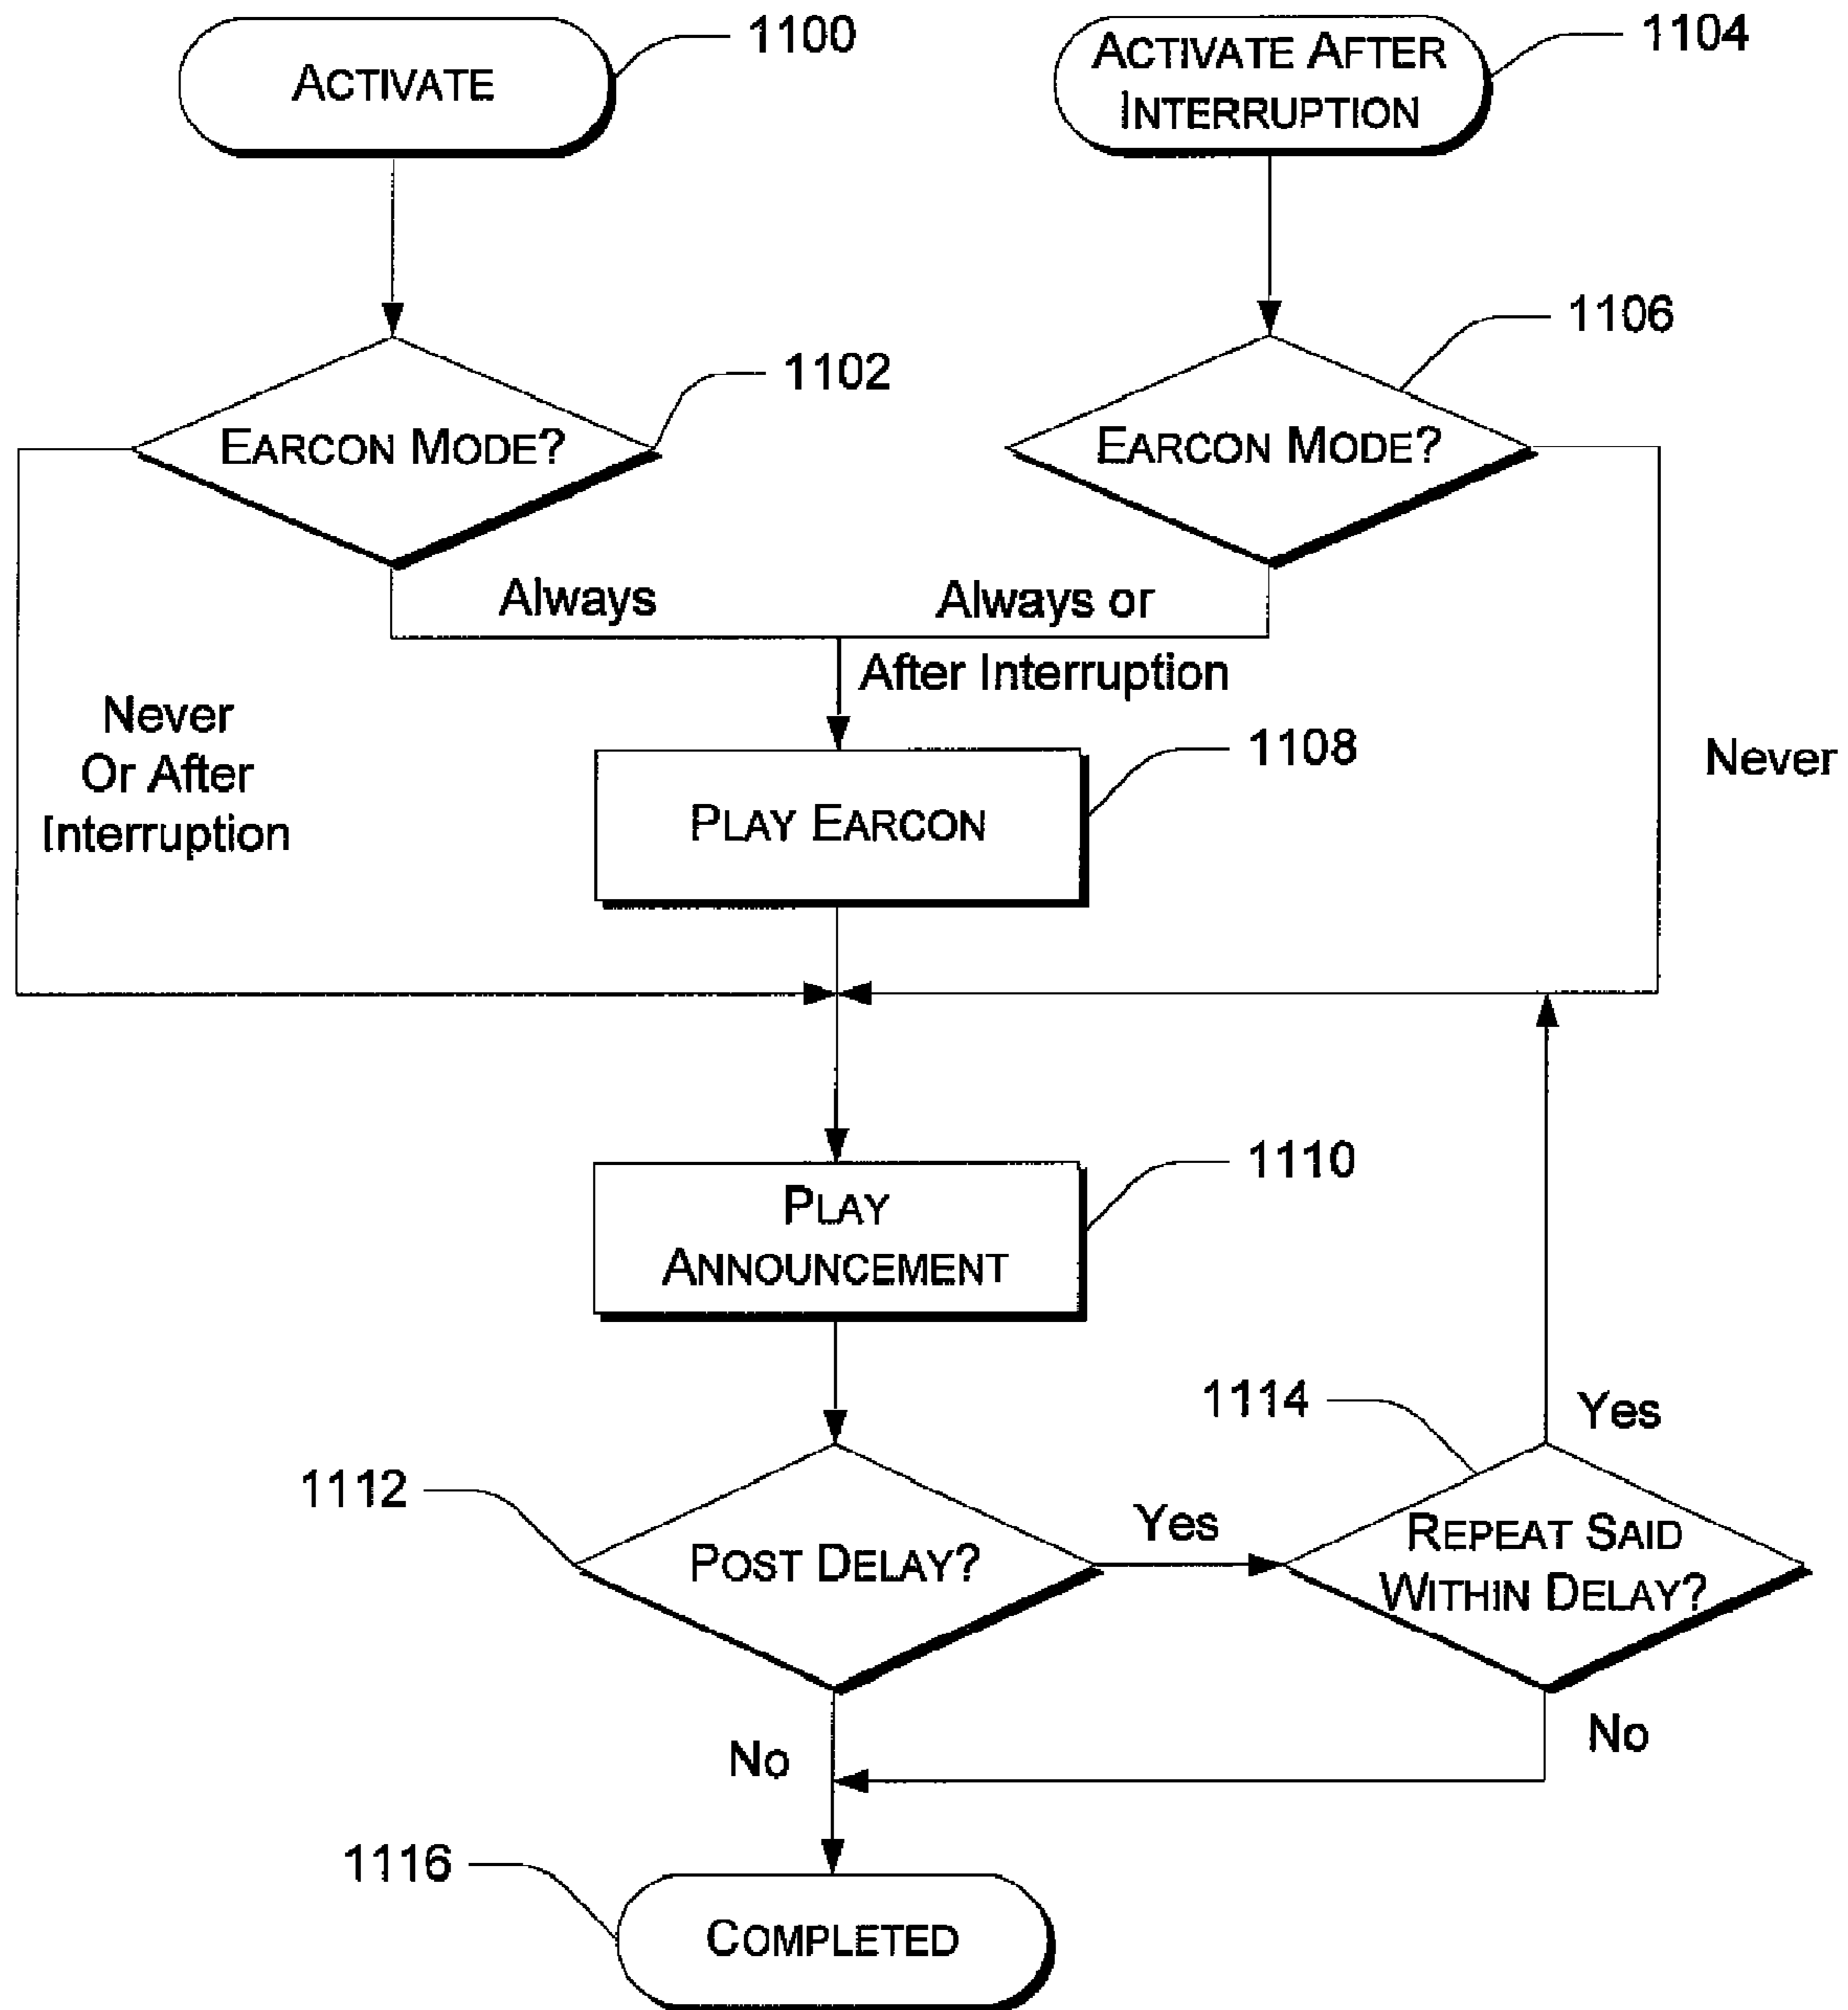 1100
ACTIVATE
1104
ACTIVATE AFTER
INTERRUPTION
1102
EARCON MODE?
1106
EARCON MODE?
Always
Always or
After Interruption
Never
Or After
Interruption
Never
1108
PLAY EARCON
1110
PLAY
ANNOUNCEMENT
1112
POST DELAY?
Yes
1114
Yes
REPEAT SAID
WITHIN DELAY?
No
No
1116
COMPLETED